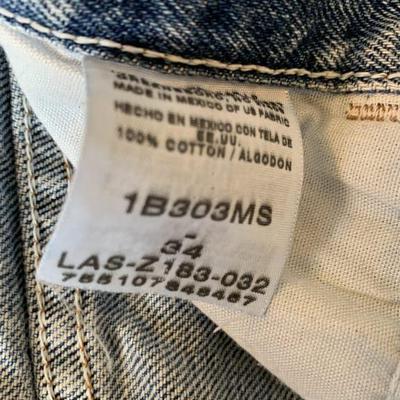 MADE IN MEXICO OF US FABRIC
HECHO EN MEXICO CON TELA DE
EE.UU.
100% COTTON / ALGODON
1B303MS
-
34
LAS-Z183-032